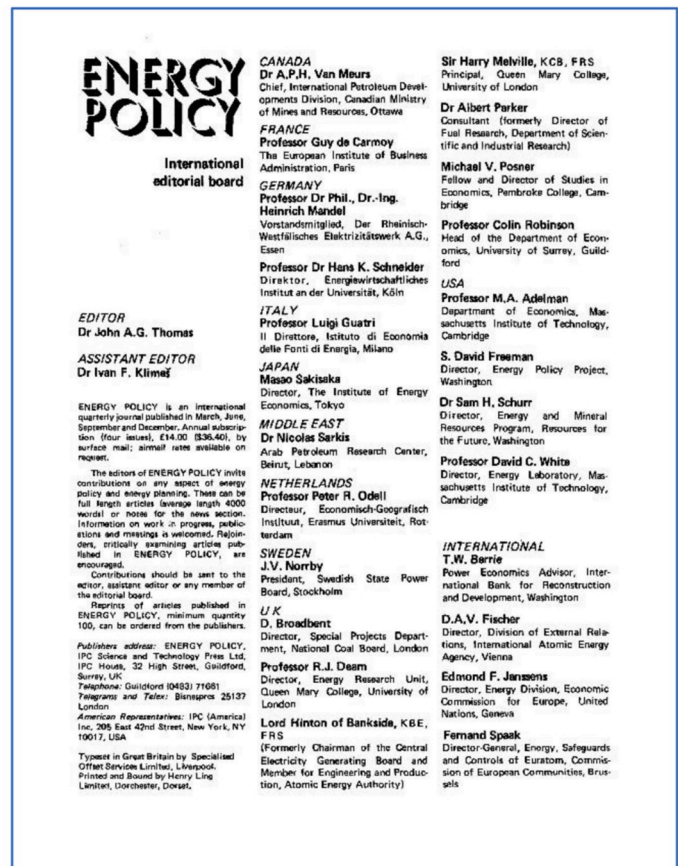 ENERGY
POLICY
International
editorial board
EDITOR
Dr John A.G. Thomas
ASSISTANT EDITOR
Dr Ivan F. Klimeš
ENERGY POLICY is an international
quarterly journal published in March, June,
September and December. Annual subscrip-
tion (four issues), £14.00 ($36.40), by
surface mail; airmail rates available on
request.
The editors of ENERGY POLICY invite
contributions on any aspect of energy
policy and energy planning. These can be
full length articles (average length 4000
words) or notes for the news section.
Information on work in progress, public-
ations and meetings is welcomed. Rejoin-
ders, critically examining articles pub-
lished in ENERGY POLICY, are
encouraged.
Contributions should be sent to the
editor, assistant editor or any member of
the editorial board.
Reprints of articles published in
ENERGY POLICY, minimum quantity
100, can be ordered from the publishers.
Publishers address: ENERGY POLICY,
IPC Science and Technology Press Ltd,
IPC House, 32 High Street, Guildford,
Surrey, UK
Telephone: Guildford (0483) 71661
Telegrams and Telex: Bisnespres 25137
London
American Representatives: IPC (America)
Inc, 205 East 42nd Street, New York, NY
10017, USA
Typeset in Great Britain by Specialised
Offset Services Limited, Liverpool.
Printed and Bound by Henry Ling
Limited, Dorchester, Dorset.
CANADA
Dr A.P.H. Van Meurs
Chief, International Petroleum Devel-
opments Division, Canadian Ministry
of Mines and Resources, Ottawa
FRANCE
Professor Guy de Carmoy
The European Institute of Business
Administration, Paris
GERMANY
Professor Dr Phil., Dr.-Ing.
Heinrich Mandel
Vorstandsmitglied, Der Rheinisch-
Westfälisches Elektrizitätswerk A.G.,
Essen
Professor Dr Hans K. Schneider
Direktor, Energiewirtschaftliches
Institut an der Universität, Köln
ITALY
Professor Luigi Guatri
Il Direttore, Istituto di Economia
delle Fonti di Energia, Milano
JAPAN
Masao Sakisaka
Director, The Institute of Energy
Economics, Tokyo
MIDDLE EAST
Dr Nicolas Sarkis
Arab Petroleum Research Center,
Beirut, Lebanon
NETHERLANDS
Professor Peter R. Odell
Directeur, Economisch-Geografisch
Instituut, Erasmus Universiteit, Rot-
terdam
SWEDEN
J.V. Norrby
President, Swedish State Power
Board, Stockholm
UK
D. Broadbent
Director, Special Projects Depart-
ment, National Coal Board, London
Professor R.J. Deam
Director, Energy Research Unit,
Queen Mary College, University of
London
Lord Hinton of Bankside, KBE,
FRS
(Formerly Chairman of the Central
Electricity Generating Board and
Member for Engineering and Produc-
tion, Atomic Energy Authority)
Sir Harry Melville, KCB, FRS
Principal, Queen Mary College,
University of London
Dr Albert Parker
Consultant (formerly Director of
Fuel Research, Department of Scien-
tific and Industrial Research)
Michael V. Posner
Fellow and Director of Studies in
Economics, Pembroke College, Cam-
bridge
Professor Colin Robinson
Head of the Department of Econ-
omics, University of Surrey, Guild-
ford
USA
Professor M.A. Adelman
Department of Economics, Mas-
sachusetts Institute of Technology,
Cambridge
S. David Freeman
Director, Energy Policy Project,
Washington
Dr Sam H. Schurr
Director, Energy and Mineral
Resources Program, Resources for
the Future, Washington
Professor David C. White
Director, Energy Laboratory, Mas-
sachusetts Institute of Technology,
Cambridge
INTERNATIONAL
T.W. Berrie
Power Economics Advisor, Inter-
national Bank for Reconstruction
and Development, Washington
D.A.V. Fischer
Director, Division of External Rela-
tions, International Atomic Energy
Agency, Vienna
Edmond F. Janssens
Director, Energy Division, Economic
Commission for Europe, United
Nations, Geneva
Fernand Spaak
Director-General, Energy, Safeguards
and Controls of Euratom, Commis-
sion of European Communities, Brus-
sels